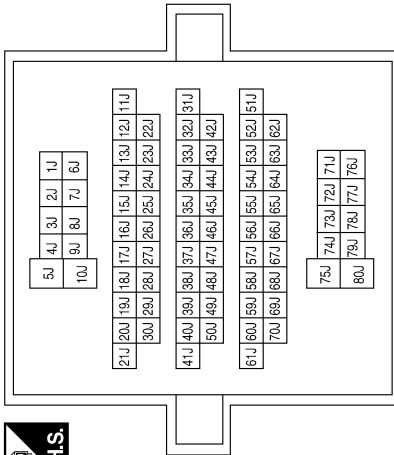 5J 4J 3J 2J 1J
10J 9J 8J 7J 6J
21J 20J 19J 18J 17J 16J 15J 14J 13J 12J 11J
30J 29J 28J 27J 26J 25J 24J 23J 22J
41J 40J 39J 38J 37J 36J 35J 34J 33J 32J 31J
50J 49J 48J 47J 46J 45J 44J 43J 42J
61J 60J 59J 58J 57J 56J 55J 54J 53J 52J 51J
70J 69J 68J 67J 66J 65J 64J 63J 62J
75J 74J 73J 72J 71J
80J 79J 78J 77J 76J
H.S.